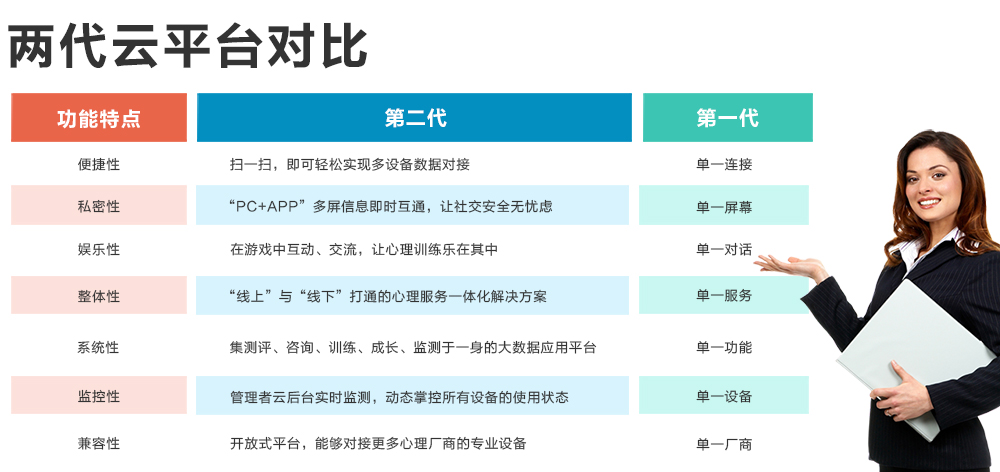 两代云平台对比
功能特点 第二代 第一代
便捷性 扫一扫，即可轻松实现多设备数据对接 单一连接
私密性 “PC+APP”多屏信息即时互通，让社交安全无忧虑 单一屏幕
娱乐性 在游戏中互动、交流，让心理训练乐在其中 单一对话
整体性 “线上”与“线下”打通的心理服务一体化解决方案 单一服务
系统性 集测评、咨询、训练、成长、监测于一身的大数据应用平台 单一功能
监控性 管理者云后台实时监测，动态掌控所有设备的使用状态 单一设备
兼容性 开放式平台，能够对接更多心理厂商的专业设备 单一厂商